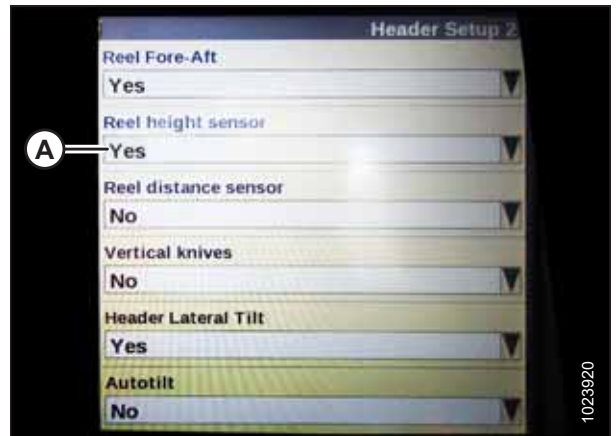 Header Setup 2
Reel Fore-Aft
Yes
Reel height sensor
A
Yes
Reel distance sensor
No
Vertical knives
No
Header Lateral Tilt
Yes
Autotilt
No
1023920